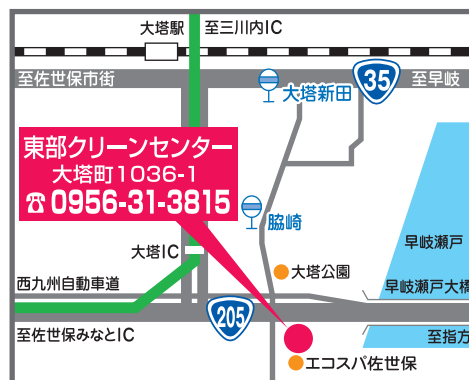 大塔駅
至三川内IC
至佐世保市街
大塔新田
35
至早岐
東部クリーンセンター
大塔町1036-1
☎ 0956-31-3815
脇崎
大塔IC
早岐瀬戸
大塔公園
西九州自動車道
早岐瀬戸大橋
205
至佐世保みなとIC
至指方
エコスパ佐世保